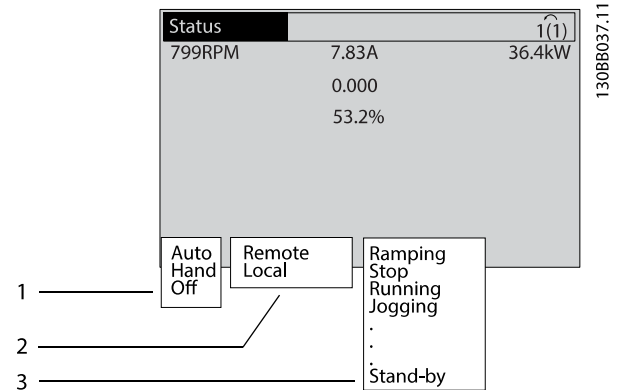 Status 1(1)
799RPM 7.83A 36.4kW
0.000
53.2%
Auto
Hand
Off
Remote
Local
Ramping
Stop
Running
Jogging
.
.
.
Stand-by
1
2
3
130BB037.11